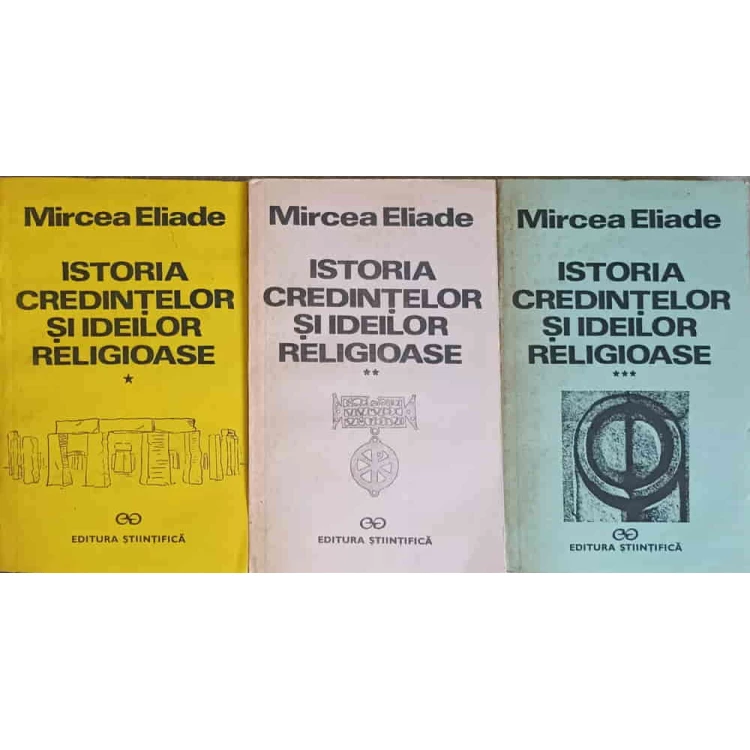 Mircea Eliade
ISTORIA
CREDINȚELOR
ȘI IDEILOR
RELIGIOASE
*
EDITURA ȘTIINȚIFICĂ
Mircea Eliade
ISTORIA
CREDINȚELOR
ȘI IDEILOR
RELIGIOASE
**
EDITURA ȘTIINȚIFICĂ
Mircea Eliade
ISTORIA
CREDINȚELOR
ȘI IDEILOR
RELIGIOASE
***
EDITURA ȘTIINȚIFICĂ